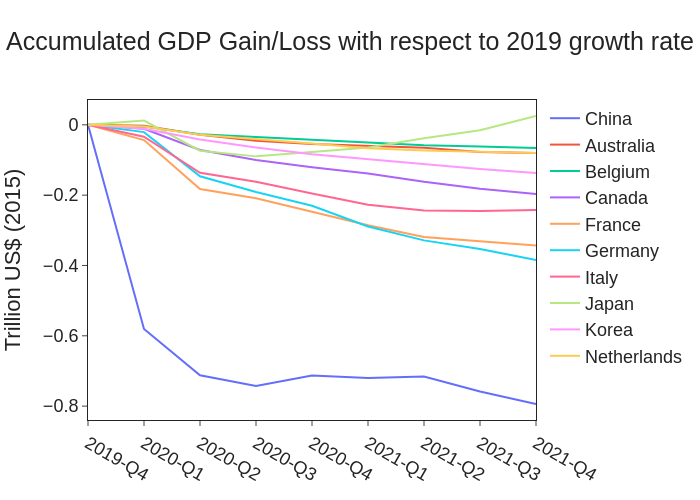 Accumulated GDP Gain/Loss with respect to 2019 growth rate
Trillion US$ (2015)
0
−0.2
−0.4
−0.6
−0.8
2019-Q4
2020-Q1
2020-Q2
2020-Q3
2020-Q4
2021-Q1
2021-Q2
2021-Q3
2021-Q4
China
Australia
Belgium
Canada
France
Germany
Italy
Japan
Korea
Netherlands